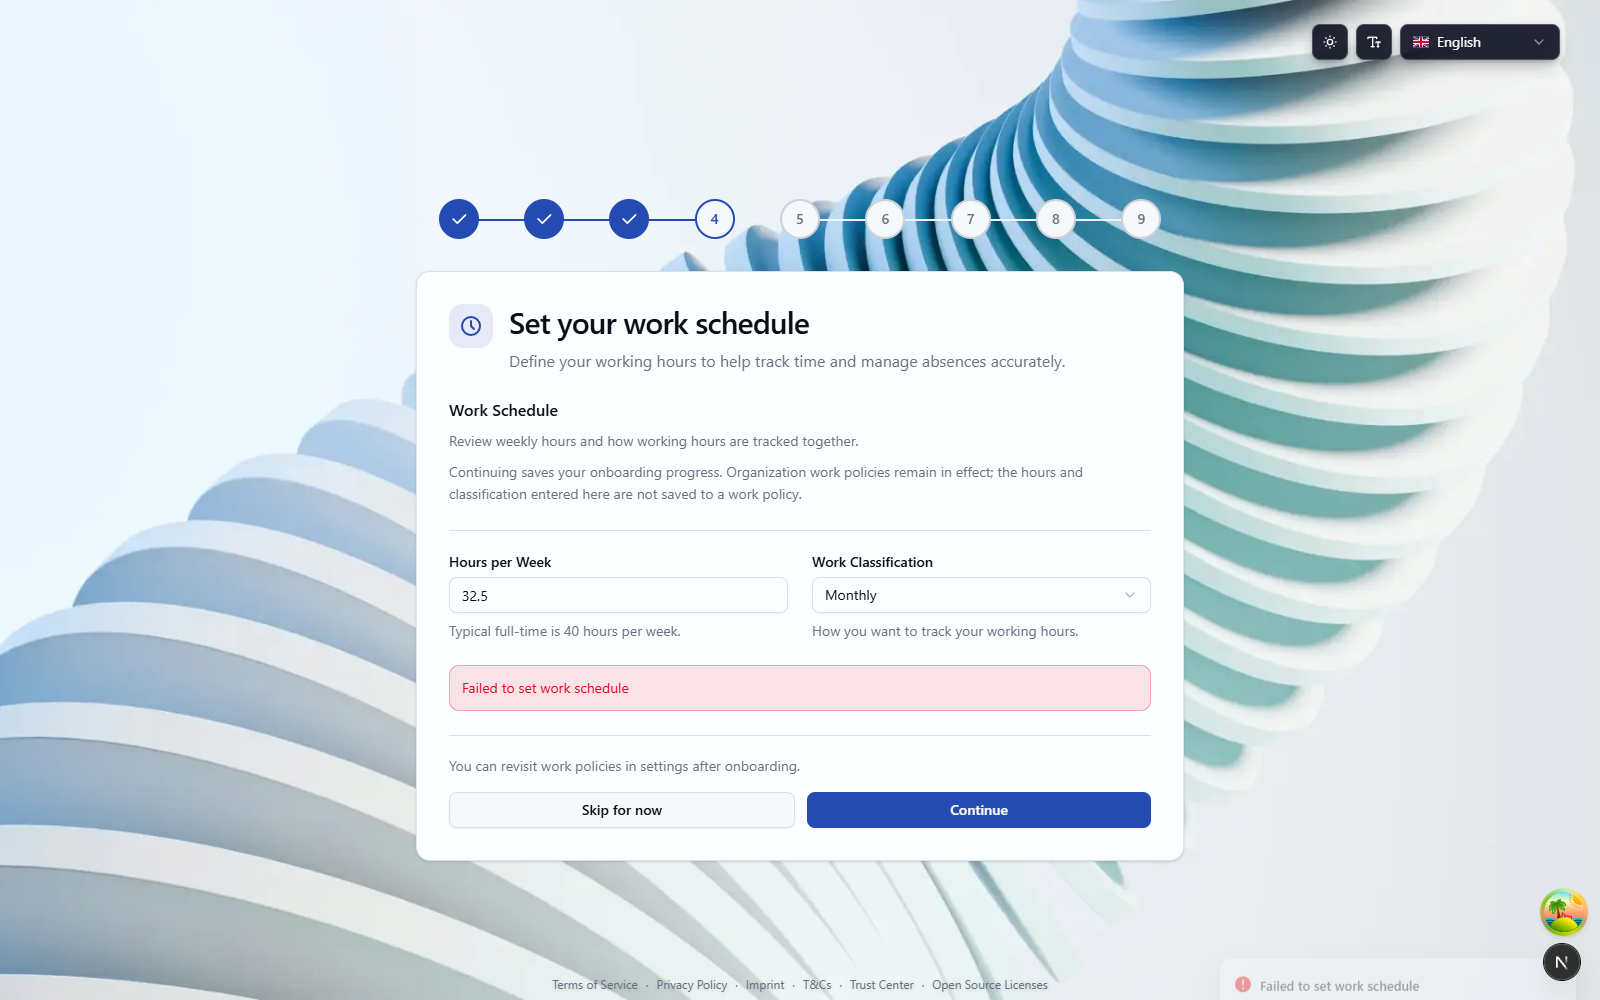 English
4
5
6
7
8
9
Set your work schedule
Define your working hours to help track time and manage absences accurately.
Work Schedule
Review weekly hours and how working hours are tracked together.
Continuing saves your onboarding progress. Organization work policies remain in effect; the hours and
classification entered here are not saved to a work policy.
Hours per Week
Work Classification
32.5
Monthly
Typical full-time is 40 hours per week.
How you want to track your working hours.
Failed to set work schedule
You can revisit work policies in settings after onboarding.
Skip for now
Continue
Terms of Service · Privacy Policy · Imprint · T&Cs · Trust Center · Open Source Licenses
N
Failed to set work schedule